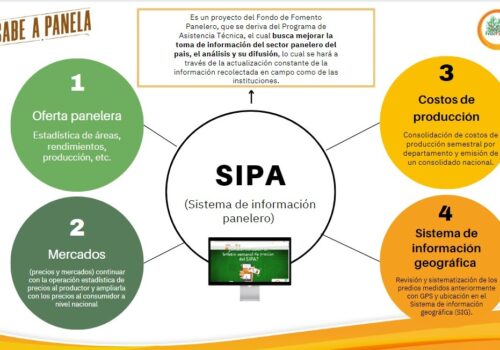 SABE A PANELA
Es un proyecto del Fondo de Fomento
Panelero, que se deriva del Programa de
Asistencia Técnica, el cual busca mejorar la
toma de información del sector panelero del
país, el análisis y su difusión, lo cual se hará a
través de la actualización constante de la
información recolectada en campo como de las
instituciones.
1
Oferta panelera
Estadística de áreas,
rendimientos,
producción, etc.
2
Mercados
(precios y mercados) continuar
con la operación estadística de
precios al productor y ampliarla
con los precios al consumidor a
nivel nacional
SIPA
(Sistema de información
panelero)
boletín semanal de precios
del SIPA?
3
Costos de
producción
Consolidación de costos de
producción semestral por
departamento y emisión de
un consolidado nacional.
4
Sistema de
información
geográfica
Revisión y sistematización de los
predios medidos anteriormente
con GPS y ubicación en el
Sistema de información
geográfica (SIG).